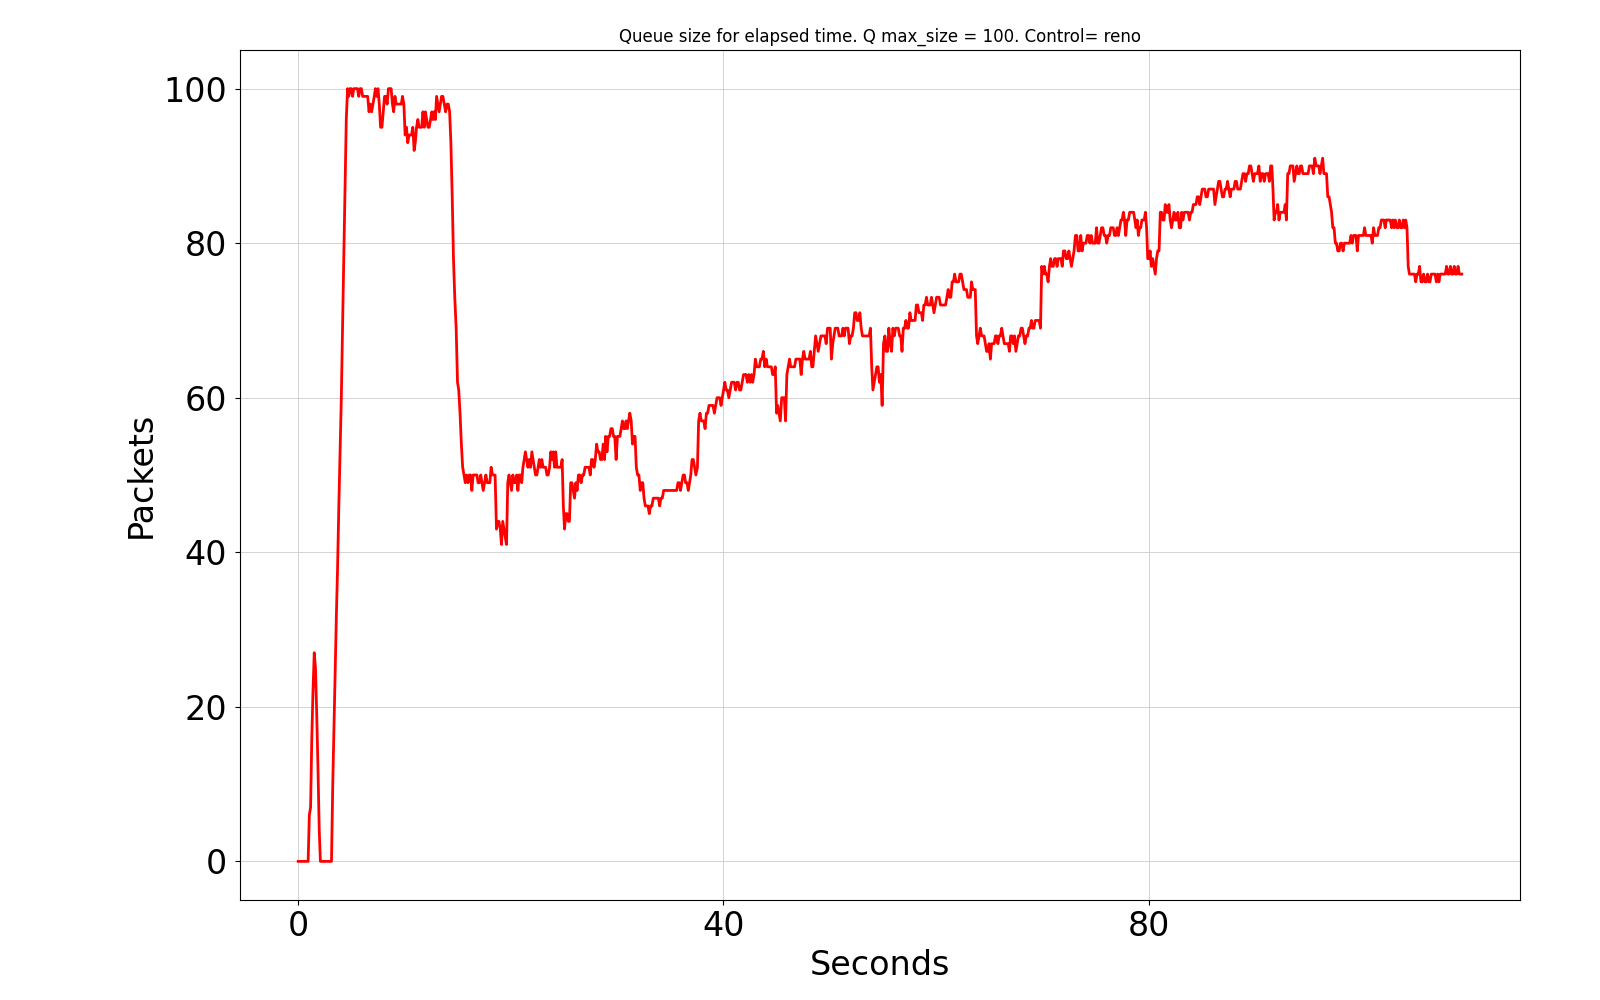 Queue size for elapsed time. Q max_size = 100. Control= reno
100
80
60
40
20
0
Packets
0 40 80
Seconds